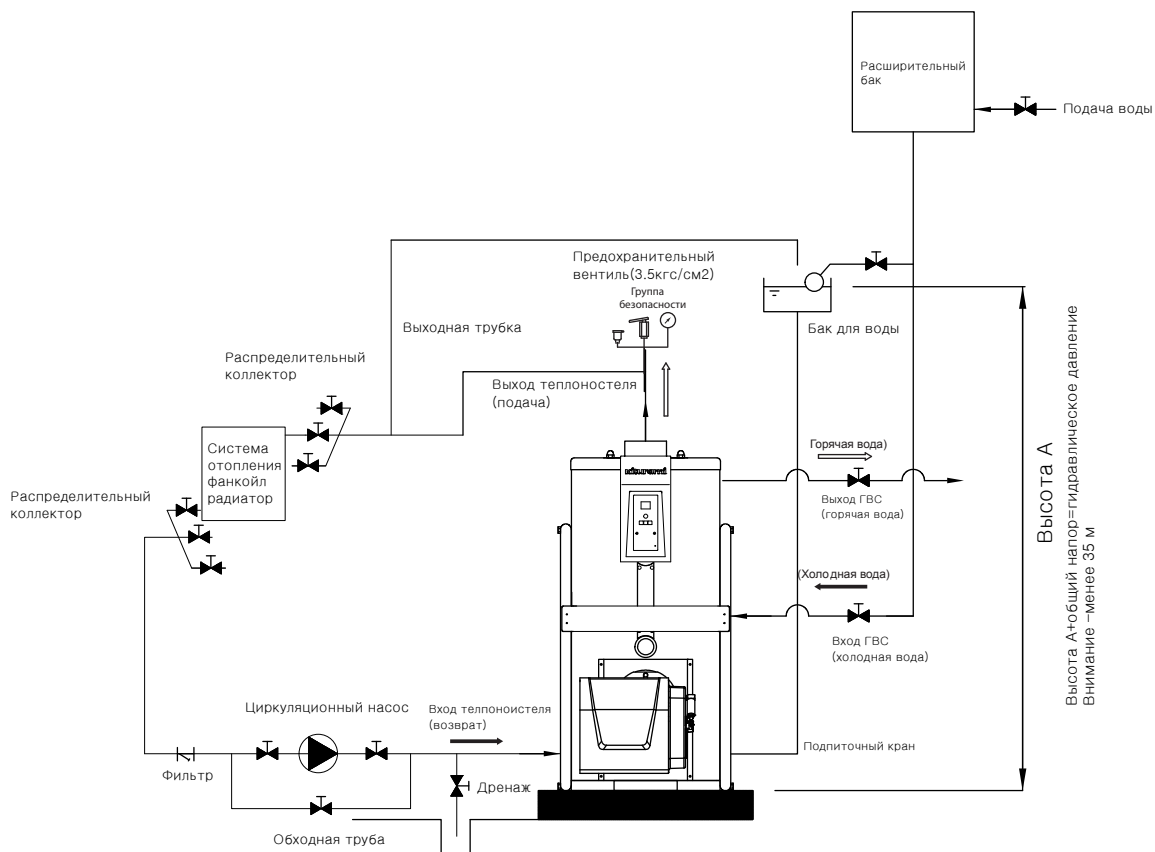 Расширительный
бак
Подача воды
Предохранительный
вентиль(3.5кгс/см2)
Группа
безопасности
Бак для воды
Выходная трубка
Распределительный
коллектор
Выход теплоностеля
(подача)
Система
отопления
фанкойл
радиатор
kiturami
Горячая вода)
Выход ГВС
(горячая вода)
Распределительный
коллектор
(Холодная вода)
Вход ГВС
(холодная вода)
Высота А
Высота А+общий напор=гидравлическое давление
Внимание -менее 35 м
Циркуляционный насос
Вход телпоноистеля
(возврат)
Подпиточный кран
Фильтр
Дренаж
Обходная труба